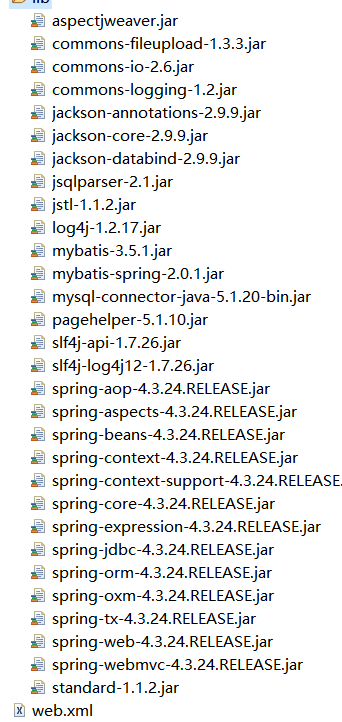 lib
aspectjweaver.jar
commons-fileupload-1.3.3.jar
commons-io-2.6.jar
commons-logging-1.2.jar
jackson-annotations-2.9.9.jar
jackson-core-2.9.9.jar
jackson-databind-2.9.9.jar
jsqlparser-2.1.jar
jstl-1.1.2.jar
log4j-1.2.17.jar
mybatis-3.5.1.jar
mybatis-spring-2.0.1.jar
mysql-connector-java-5.1.20-bin.jar
pagehelper-5.1.10.jar
slf4j-api-1.7.26.jar
slf4j-log4j12-1.7.26.jar
spring-aop-4.3.24.RELEASE.jar
spring-aspects-4.3.24.RELEASE.jar
spring-beans-4.3.24.RELEASE.jar
spring-context-4.3.24.RELEASE.jar
spring-context-support-4.3.24.RELEASE.
spring-core-4.3.24.RELEASE.jar
spring-expression-4.3.24.RELEASE.jar
spring-jdbc-4.3.24.RELEASE.jar
spring-orm-4.3.24.RELEASE.jar
spring-oxm-4.3.24.RELEASE.jar
spring-tx-4.3.24.RELEASE.jar
spring-web-4.3.24.RELEASE.jar
spring-webmvc-4.3.24.RELEASE.jar
standard-1.1.2.jar
web.xml